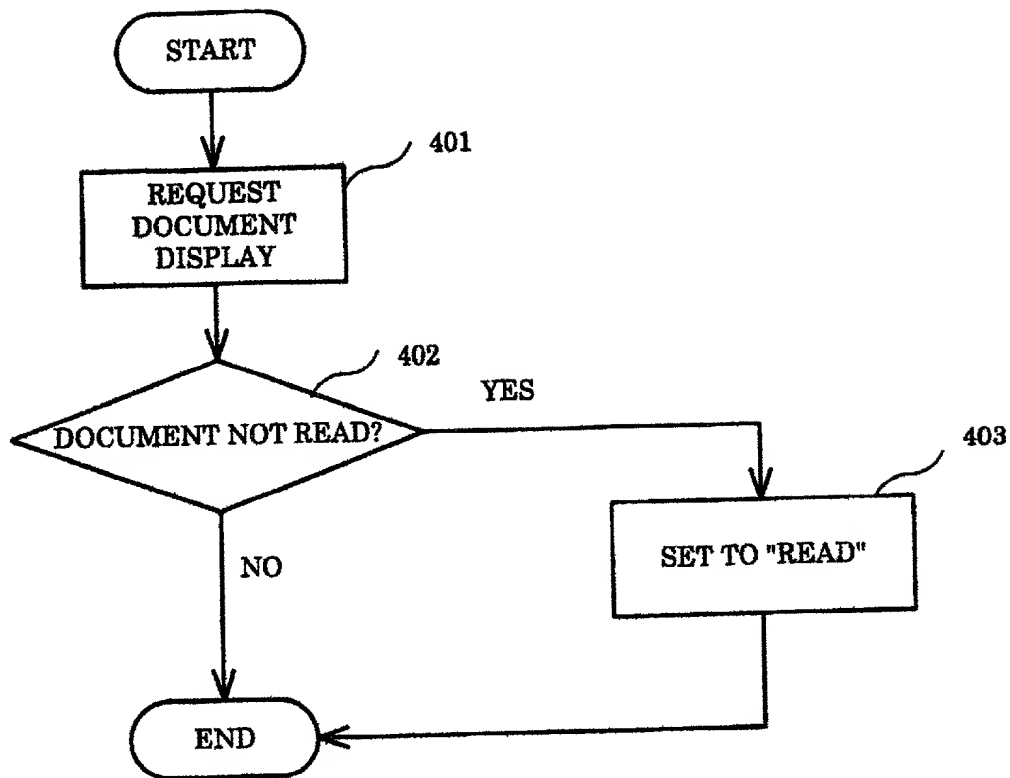 START
401
REQUEST
DOCUMENT
DISPLAY
402
YES
DOCUMENT NOT READ?
403
SET TO "READ"
NO
END